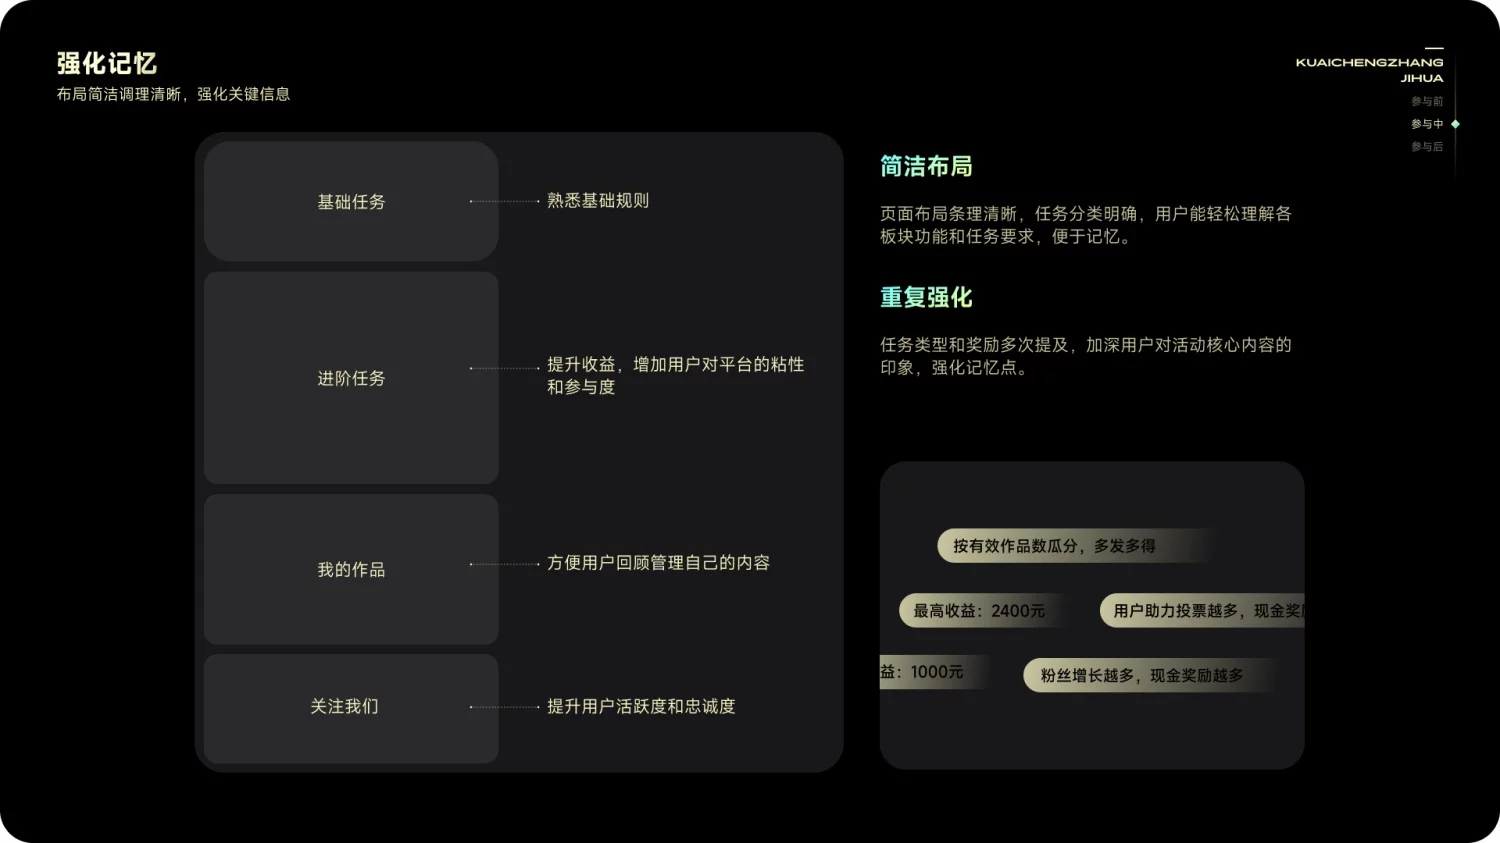 强化记忆
布局简洁调理清晰，强化关键信息
KUAICHENGZHANG
JIHUA
参与前
参与中
参与后
基础任务
熟悉基础规则
进阶任务
提升收益，增加用户对平台的粘性
和参与度
我的作品
方便用户回顾管理自己的内容
关注我们
提升用户活跃度和忠诚度
简洁布局
页面布局条理清晰，任务分类明确，用户能轻松理解各
板块功能和任务要求，便于记忆。
重复强化
任务类型和奖励多次提及，加深用户对活动核心内容的
印象，强化记忆点。
按有效作品数瓜分，多发多得
最高收益：2400元
用户助力投票越多，现金奖
益：1000元
粉丝增长越多，现金奖励越多